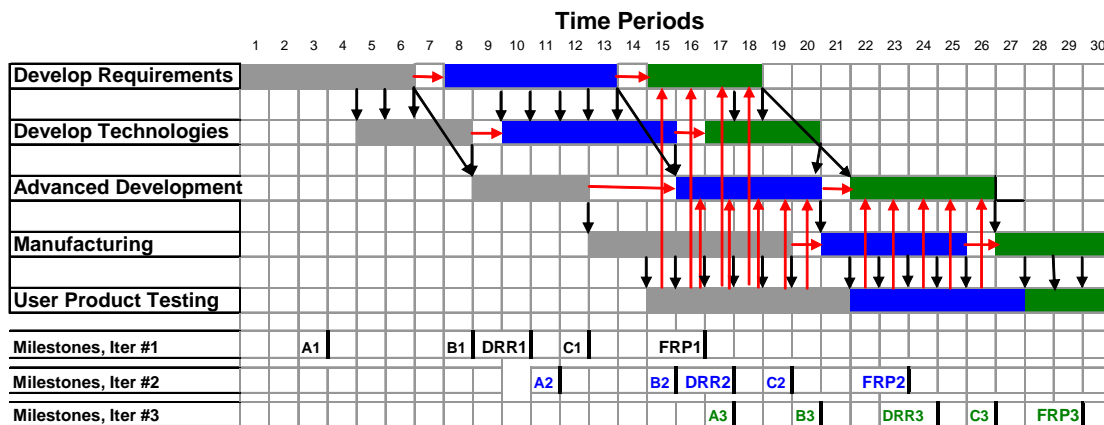 Time Periods
1 2 3 4 5 6 7 8 9 10 11 12 13 14 15 16 17 18 19 20 21 22 23 24 25 26 27 28 29 30
Develop Requirements
Develop Technologies
Advanced Development
Manufacturing
User Product Testing
Milestones, Iter #1 A1 B1 DRR1 C1 FRP1
Milestones, Iter #2 A2 B2 DRR2 C2 FRP2
Milestones, Iter #3 A3 B3 DRR3 C3 FRP3